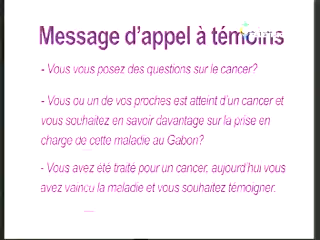 Message d'appel à témoins
- Vous vous posez des questions sur le cancer?
- Vous ou un de vos proches est atteint d'un cancer et
vous souhaitez en savoir davantage sur la prise en
charge de cette maladie au Gabon?
- Vous avez été traité pour un cancer, aujourd'hui vous
avez vaincu la maladie et vous souhaitez témoigner.